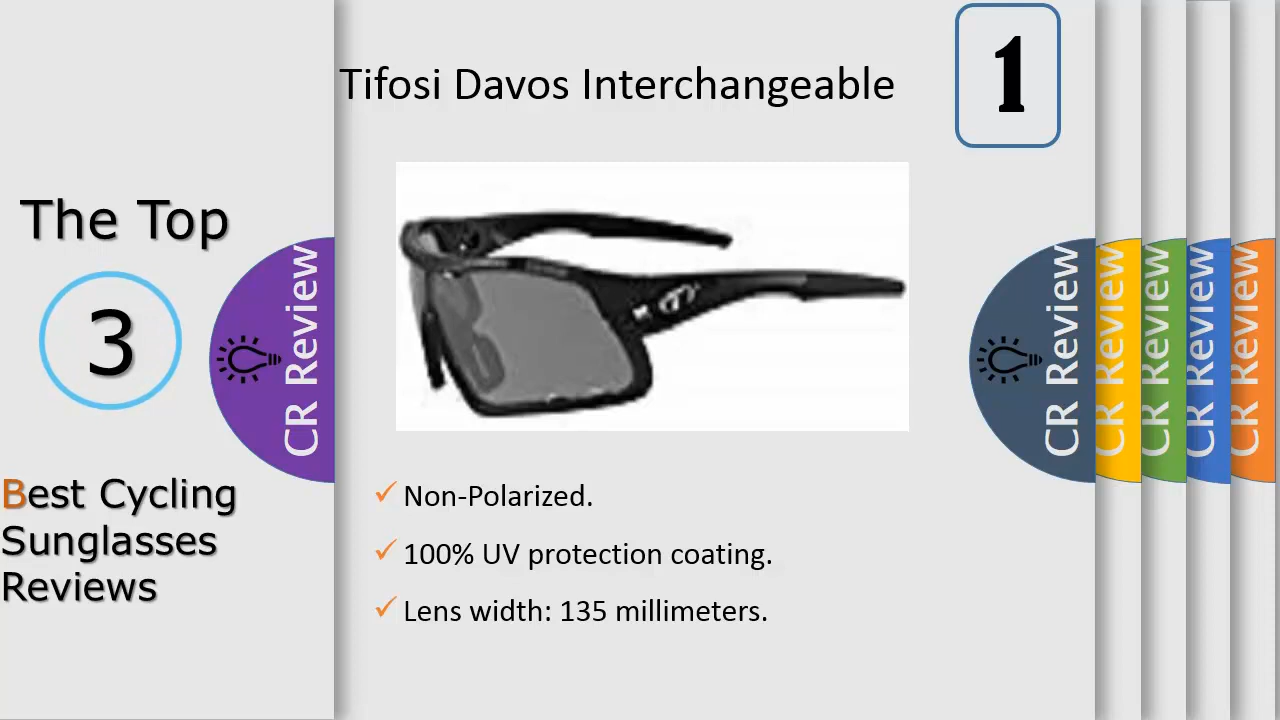 The Top
3
Best Cycling
Sunglasses
Reviews
CR Review
Tifosi Davos Interchangeable
1
Non-Polarized.
100% UV protection coating.
Lens width: 135 millimeters.
CR Review
CR Review
CR Review
CR Review
CR Review